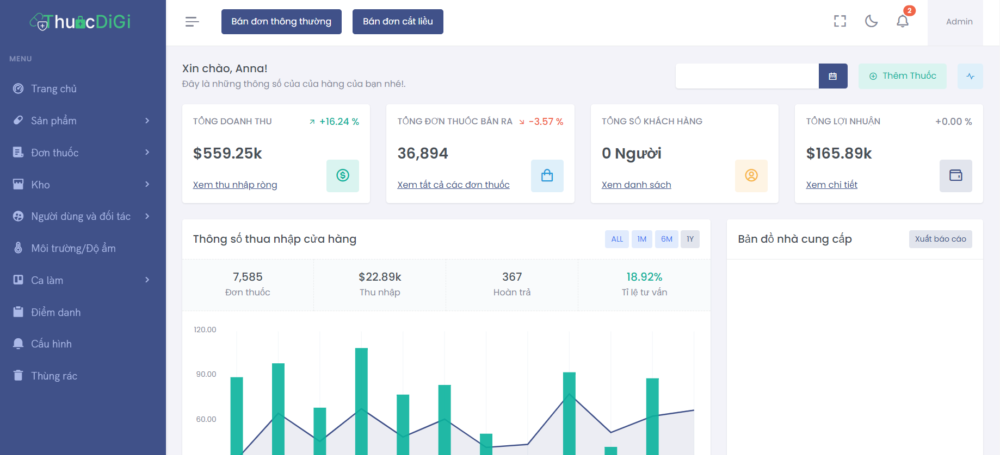 ThuocDiGi
Bán đơn thông thường
Bán đơn cắt liều
2
Admin
MENU
Trang chủ
Sản phẩm
Đơn thuốc
Kho
Người dùng và đối tác
Môi trường/Độ ẩm
Ca làm
Điểm danh
Cấu hình
Thùng rác
Xin chào, Anna!
Đây là những thông số của của hàng của bạn nhé!.
Thêm Thuốc
TỔNG DOANH THU
+16.24 %
$559.25k
Xem thu nhập ròng
TỔNG ĐƠN THUỐC BÁN RA
-3.57 %
36,894
Xem tất cả các đơn thuốc
TỔNG SỐ KHÁCH HÀNG
0 Người
Xem danh sách
TỔNG LỢI NHUẬN
+0.00 %
$165.89k
Xem chi tiết
Thông số thua nhập cửa hàng
ALL
1M
6M
1Y
7,585
Đơn thuốc
$22.89k
Thu nhập
367
Hoàn trả
18.92%
Tỉ lệ tư vấn
120.00
90.00
60.00
Bản đồ nhà cung cấp
Xuất báo cáo